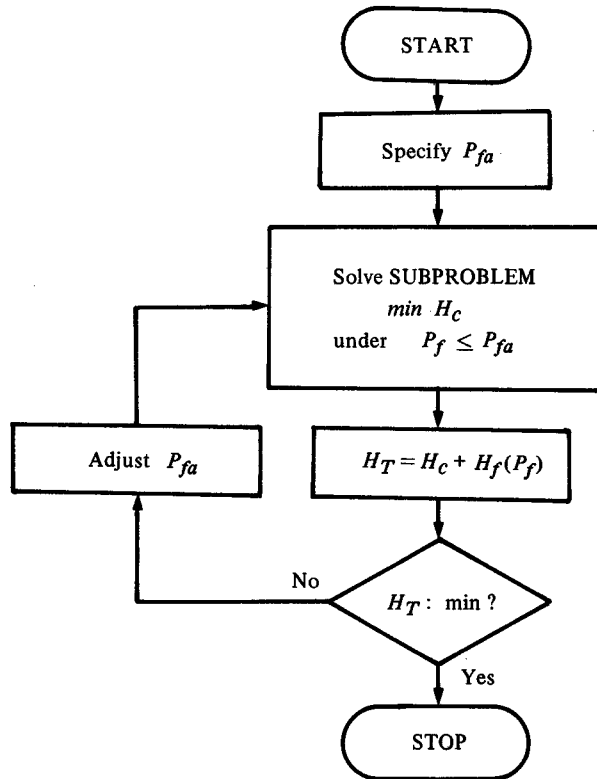 START
Specify P_fa
Solve SUBPROBLEM
min H_c
under P_f ≤ P_fa
Adjust P_fa
H_T = H_c + H_f(P_f)
No
H_T : min ?
Yes
STOP